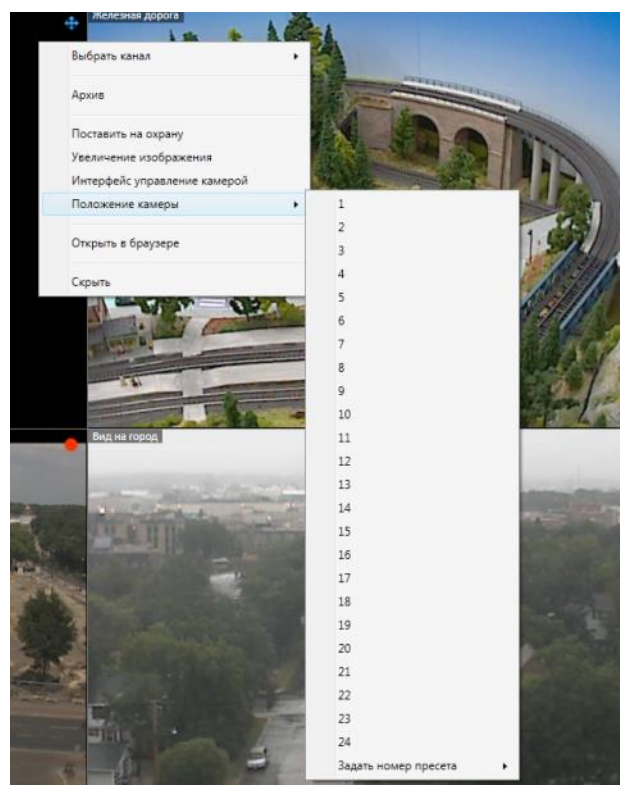 Железная дорога
Выбрать канал
Архив
Поставить на охрану
Увеличение изображения
Интерфейс управление камерой
Положение камеры
Открыть в браузере
Скрыть
1
2
3
4
5
6
7
8
9
10
11
12
13
14
15
16
17
18
19
20
21
22
23
24
Задать номер пресета
Вид на город